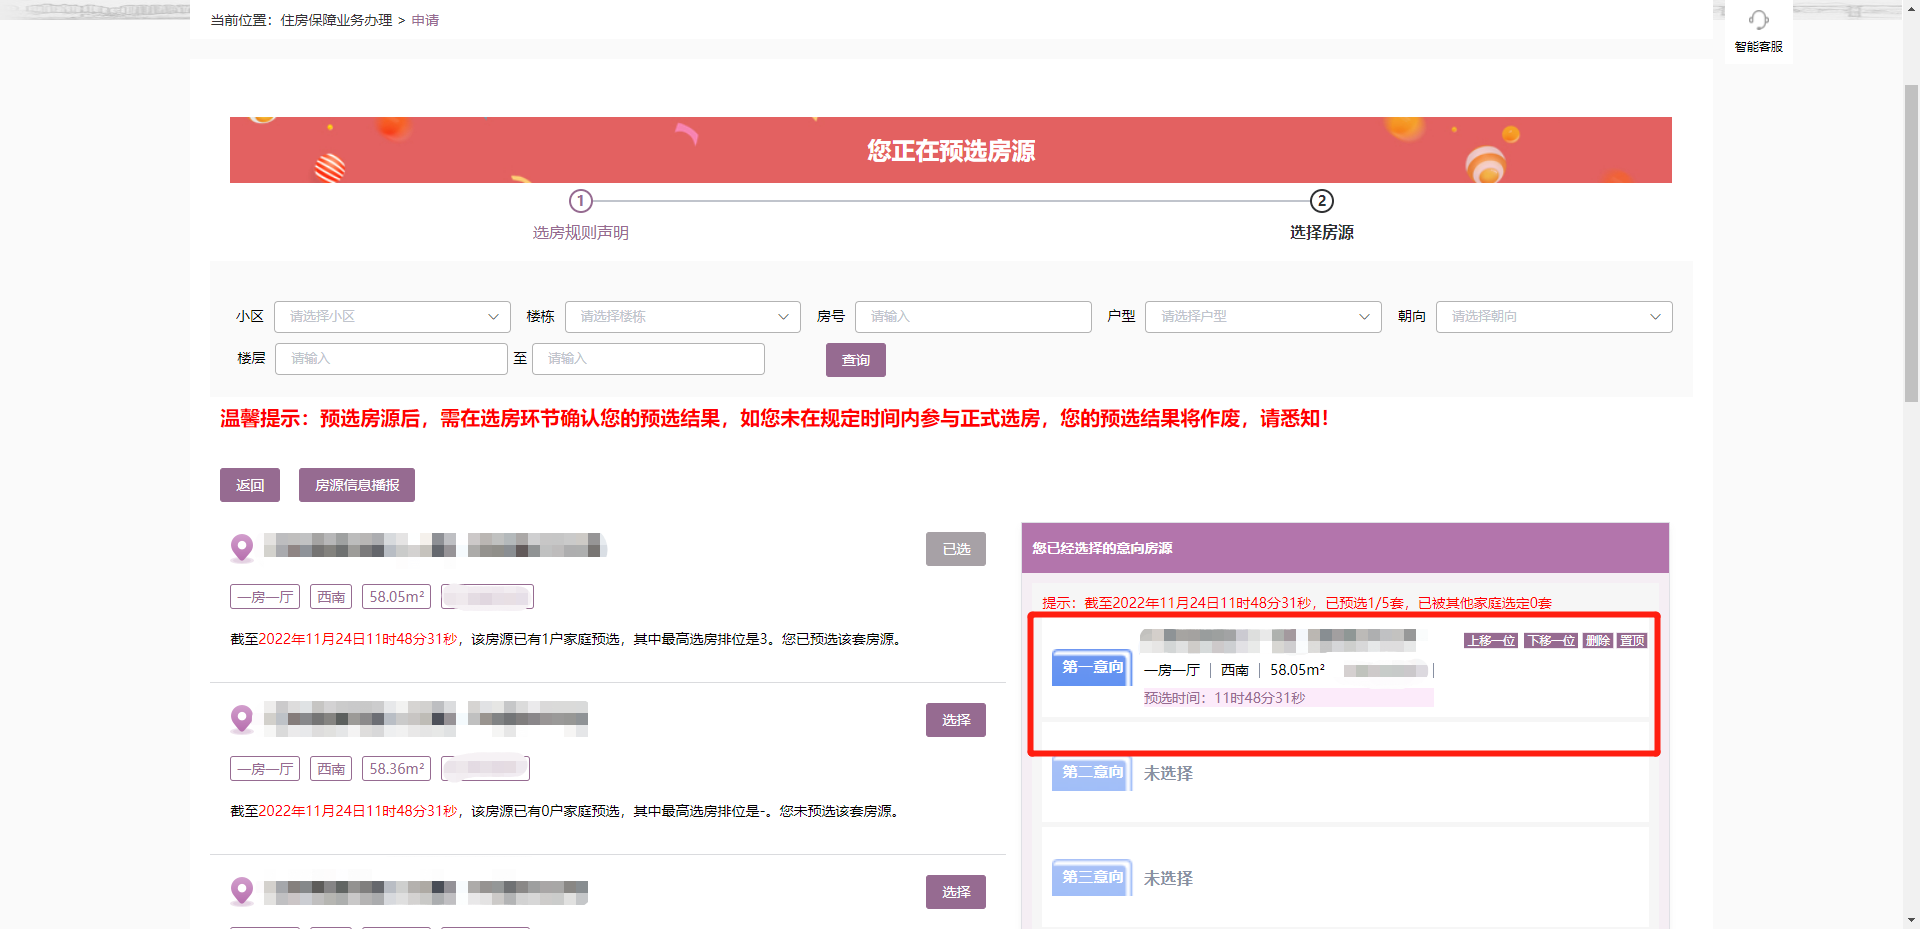 当前位置：住房保障业务办理 > 申请
智能客服
您正在预选房源
1
2
选房规则声明
选择房源
小区 请选择小区 楼栋 请选择楼栋 房号 请输入 户型 请选择户型 朝向 请选择朝向
楼层 请输入 至 请输入 查询
温馨提示：预选房源后，需在选房环节确认您的预选结果，如您未在规定时间内参与正式选房，您的预选结果将作废，请悉知！
返回 房源信息播报
已选
一房一厅 西南 58.05m²
截至2022年11月24日11时48分31秒，该房源已有1户家庭预选，其中最高选房排位是3。您已预选该套房源。
选择
一房一厅 西南 58.36m²
截至2022年11月24日11时48分31秒，该房源已有0户家庭预选，其中最高选房排位是-。您未预选该套房源。
选择
您已经选择的意向房源
提示：截至2022年11月24日11时48分31秒，已预选1/5套，已被其他家庭选定0套
上移一位 下移一位 删除 置顶
第一意向 一房一厅 | 西南 | 58.05m² |
预选时间：11时48分31秒
第二意向 未选择
第三意向 未选择